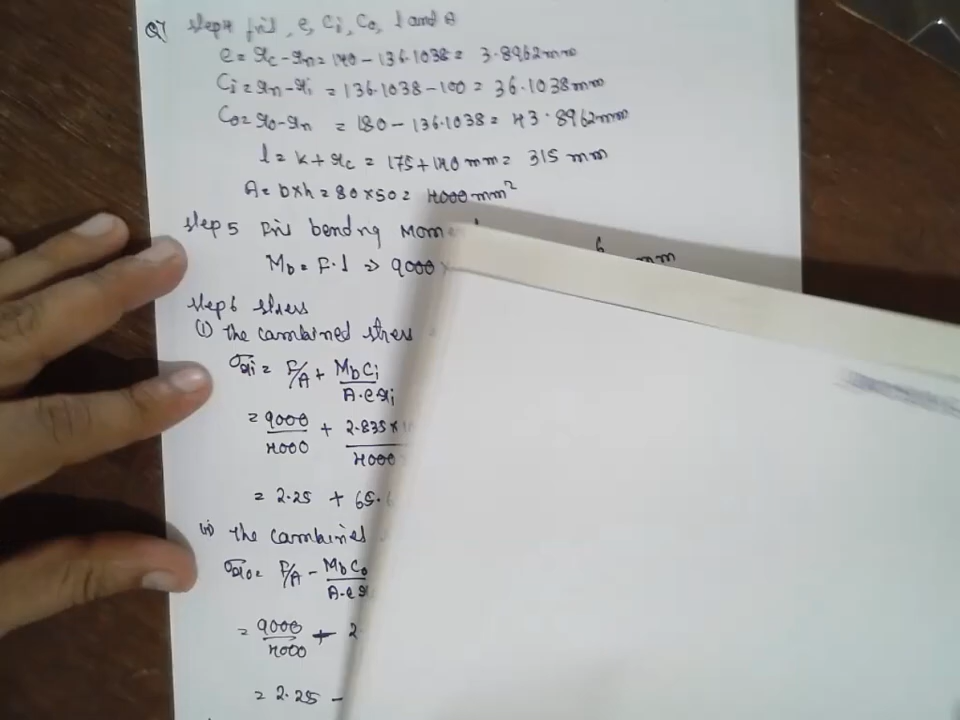 Q7 Step4 find, e, Ci, Co, l and A
e = rc - rn = 140 - 136.1038 = 3.8962mm
Ci = rn - ri = 136.1038 - 100 = 36.1038mm
Co = ro - rn = 180 - 136.1038 = 43.8962mm
l = k + rc = 175 + 140 mm = 315 mm
A = b×h = 80×50 = 4000 mm²
Step5 find bending Mom
Mb = F·l ⇒ 9000 6 mm
Step6 stress
(i) The combined stress
σri = F/A + MbCi / A·e ri
= 9000/4000 + 2.835× / 4000
= 2.25 + 65.
(ii) The combined
σro = F/A - MbCo / A·e
= 9000/4000 - 2
= 2.25 -